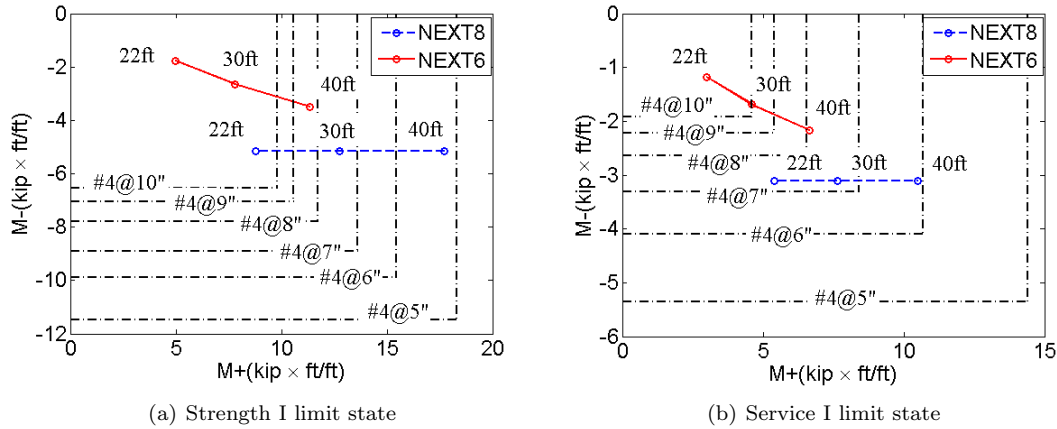 0
-2
-4
-6
-8
-10
-12
M-(kip × ft/ft)
0
5
10
15
20
M+(kip × ft/ft)
NEXT8
NEXT6
22ft
30ft
40ft
22ft
30ft
40ft
#4@10"
#4@9"
#4@8"
#4@7"
#4@6"
#4@5"
(a) Strength I limit state
0
-1
-2
-3
-4
-5
-6
M-(kip × ft/ft)
0
5
10
15
M+(kip × ft/ft)
NEXT8
NEXT6
22ft
30ft
40ft
#4@10"
#4@9"
#4@8"
22ft
30ft
40ft
#4@7"
#4@6"
#4@5"
(b) Service I limit state